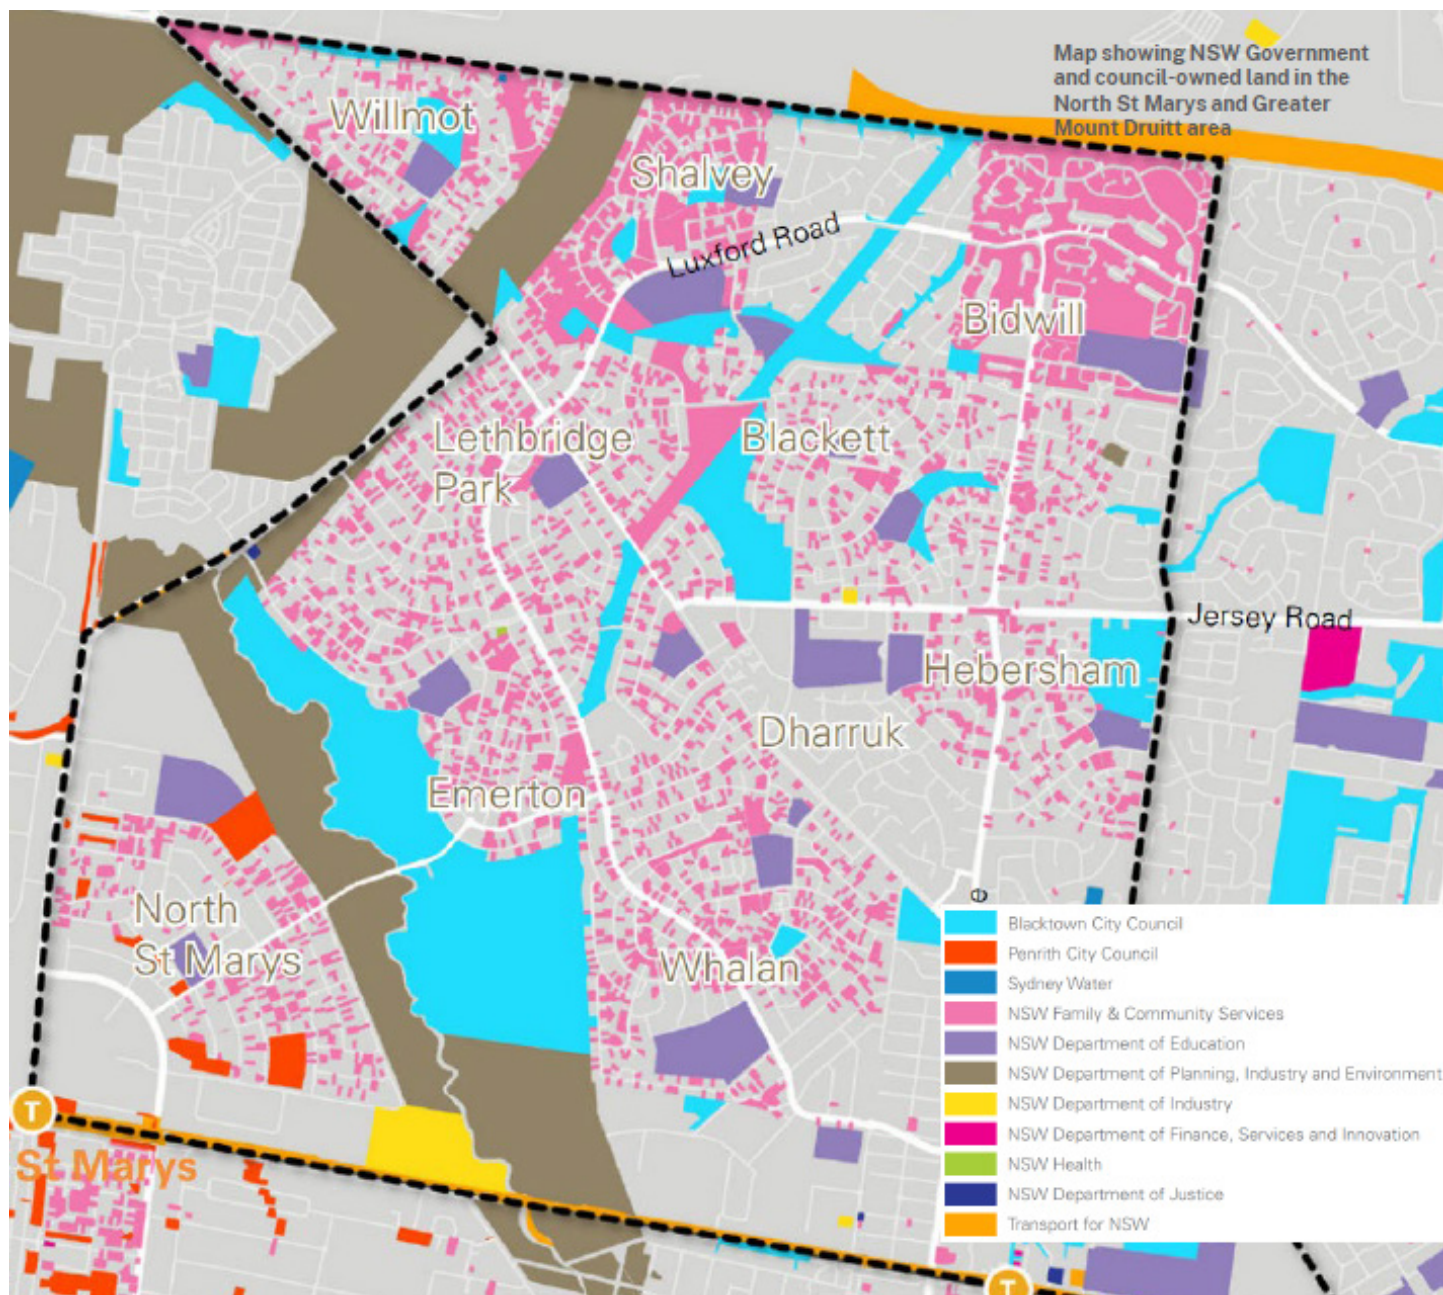 Map showing NSW Government
and council-owned land in the
North St Marys and Greater
Mount Druitt area
Willmot
Shalvey
Luxford Road
Bidwill
Lethbridge
Park
Blackett
Jersey Road
Hebersham
Dharruk
Emerton
North
St Marys
Whalan
T
St Marys
T
Blacktown City Council
Penrith City Council
Sydney Water
NSW Family & Community Services
NSW Department of Education
NSW Department of Planning, Industry and Environment
NSW Department of Industry
NSW Department of Finance, Services and Innovation
NSW Health
NSW Department of Justice
Transport for NSW